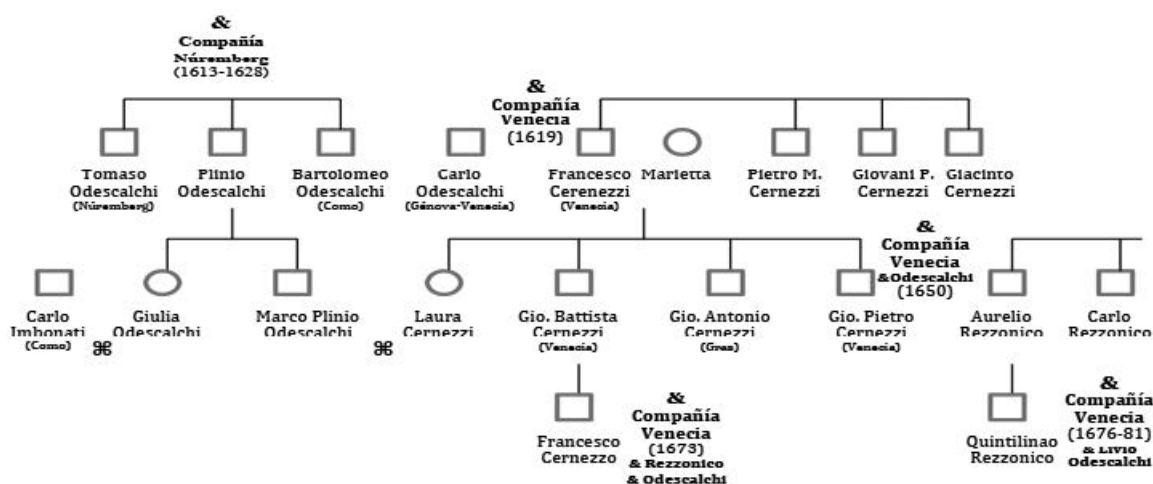 &
Compañía
Núremberg
(1613-1628)
&
Compañía
Venecia
(1619)
Tomaso
Odescalchi
(Núremberg)
Plinio
Odescalchi
Bartolomeo
Odescalchi
(Como)
Carlo
Odescalchi
(Génova-Venecia)
Francesco
Cerenezzi
(Venecia)
Marietta
Pietro M.
Cernezzi
Giovani P.
Cernezzi
Giacinto
Cernezzi
&
Compañía
Venecia
&Odescalchi
(1650)
Carlo
Imbonati
(Como)
⌘
Giulia
Odescalchi
Marco Plinio
Odescalchi
⌘
Laura
Cernezzi
Gio. Battista
Cernezzi
(Venecia)
Gio. Antonio
Cernezzi
(Graz)
Gio. Pietro
Cernezzi
(Venecia)
Aurelio
Rezzonico
Carlo
Rezzonico
Francesco
Cernezzo
&
Compañía
Venecia
(1673)
& Rezzonico
& Odescalchi
Quintilinao
Rezzonico
&
Compañía
Venecia
(1676-81)
& Livio
Odescalchi